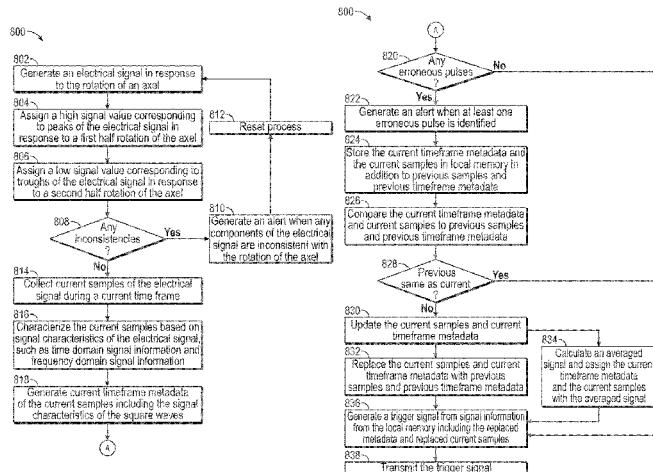 800
802
Generate an electrical signal in response
to the rotation of an axel
804
Assign a high signal value corresponding
to peaks of the electrical signal in
response to a first half rotation of the axel
806
Assign a low signal value corresponding to
troughs of the electrical signal in response
to a second half rotation of the axel
808
Any
inconsistencies
?
Yes
No
810
Generate an alert when any
components of the electrical
signal are inconsistent with
the rotation of the axel
812
Reset process
814
Collect current samples of the electrical
signal during a current time frame
816
Characterize the current samples based on
signal characteristics of the electrical signal,
such as time domain signal information and
frequency domain signal information
818
Generate current timeframe metadata
of the current samples including the signal
characteristics of the square waves
A
800
A
820
Any
erroneous pulses
?
No
Yes
822
Generate an alert when at least one
erroneous pulse is identified
824
Store the current timeframe metadata and
the current samples in local memory in
addition to previous samples and
previous timeframe metadata
826
Compare the current timeframe metadata
and current samples to previous samples
and previous timeframe metadata
828
Previous
same as current
?
Yes
No
830
Update the current samples and current
timeframe metadata
832
Replace the current samples and current
timeframe metadata with previous
samples and previous timeframe metadata
834
Calculate an averaged
signal and assign the current
timeframe metadata
and the current samples
with the averaged signal
836
Generate a trigger signal from signal information
from the local memory including the replaced
metadata and replaced current samples
838
Transmit the trigger signal